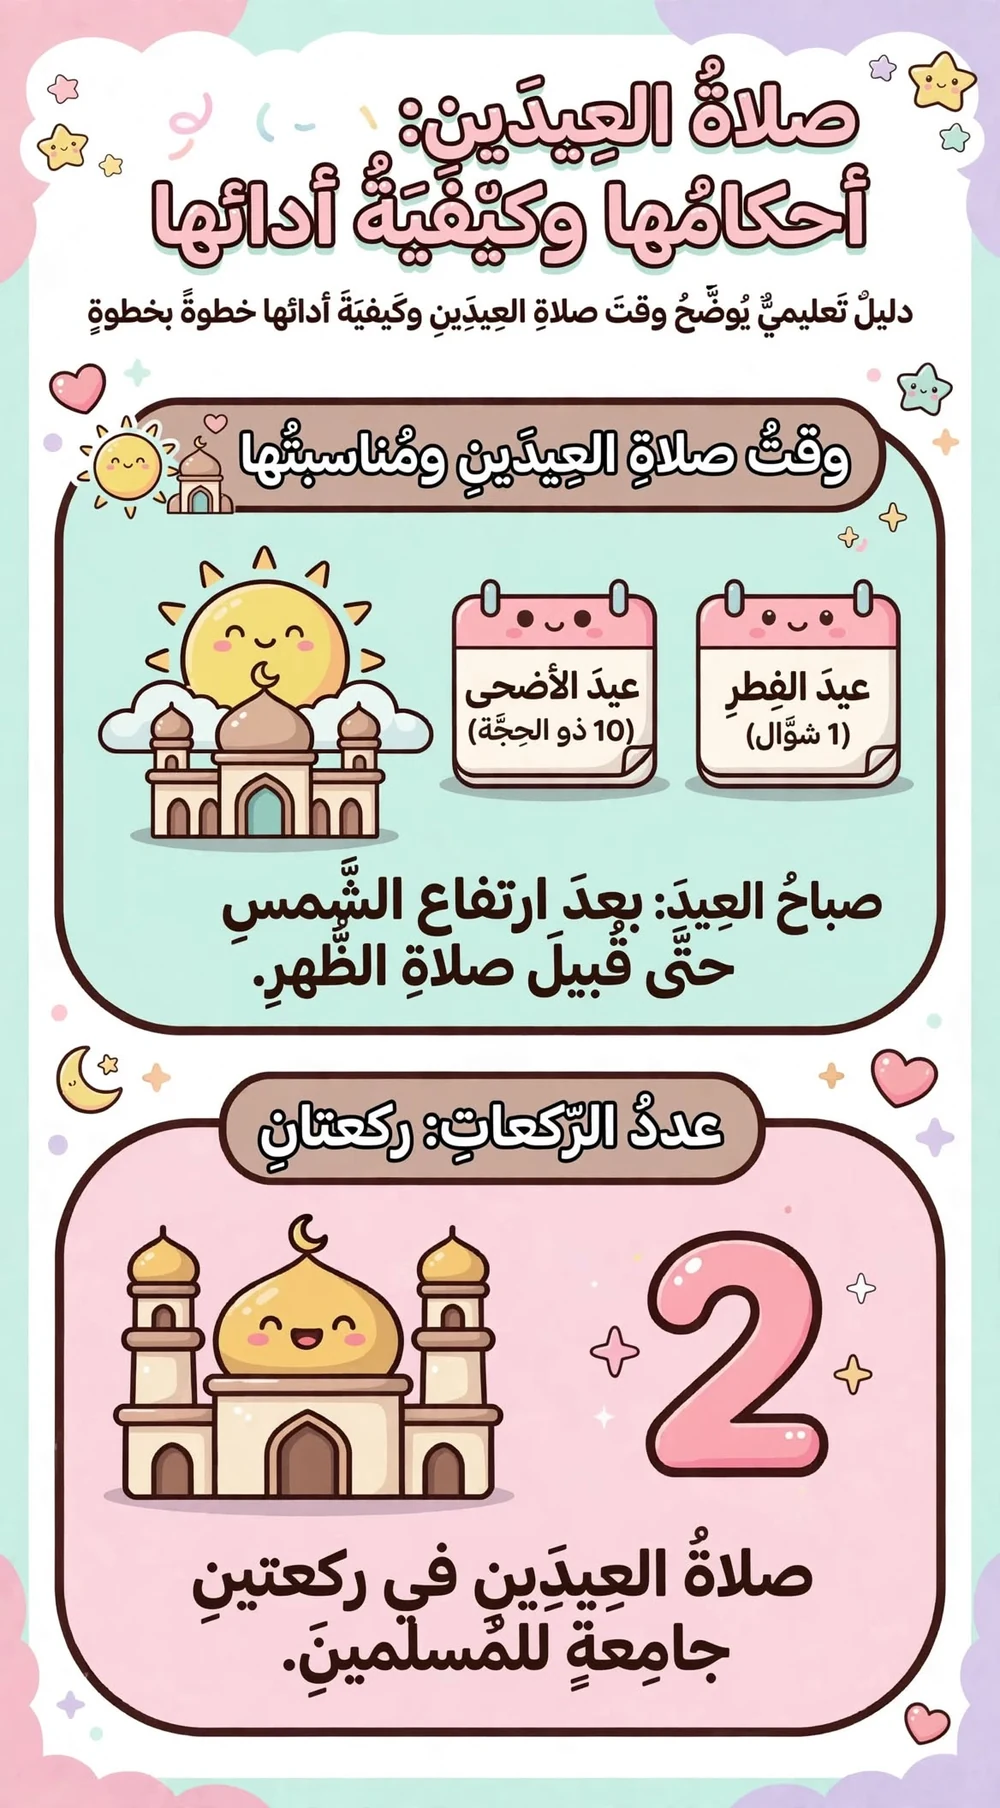 صلاةُ العِيدَينِ:
أحكامُها وكيّفَيَةُ أدائها
دليلٌ تَعليميٌّ يُوضَّحُ وقتَ صلاةِ العِيدَِينِ وكَيفيَةَ أدائها خطوةً بخطوةٍ
وقتُ صلاةِ العِيدَينِ ومُناسبتُها
عيدَ الفِطرِ
(1 شوَّال)
عيدَ الأضحى
(10 ذو الحِجَّة)
صباحُ العِيدَ: بعدَ ارتفاع الشَّمسِ
حتَّى قُبيلَ صلاةِ الظُّهرِ.
عددُ الرّكعاتِ: ركعتانِ
2
صلاةُ العِيدَِينِ في ركعتينِ
جامِعةٍ للمُسلمينَِ.